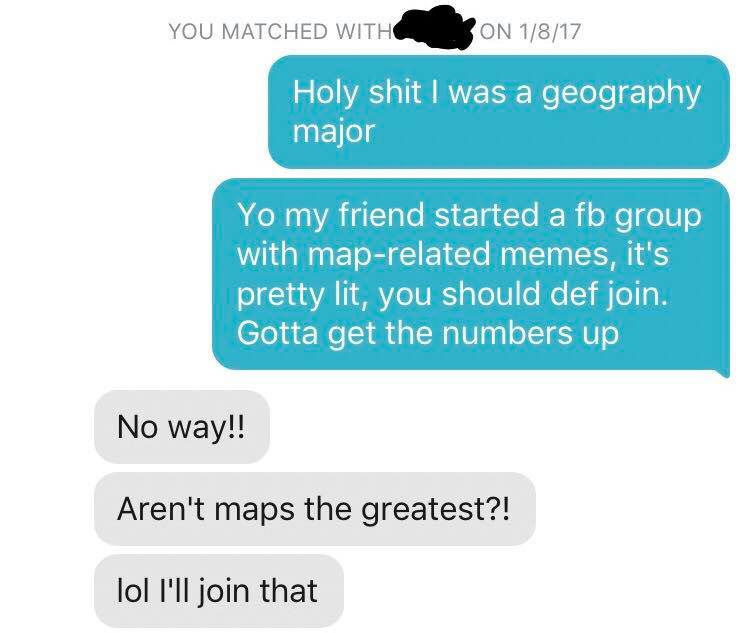 YOU MATCHED WITH ON 1/8/17
Holy shit I was a geography
major
Yo my friend started a fb group
with map-related memes, it's
pretty lit, you should def join.
Gotta get the numbers up
No way!!
Aren't maps the greatest?!
lol I'll join that